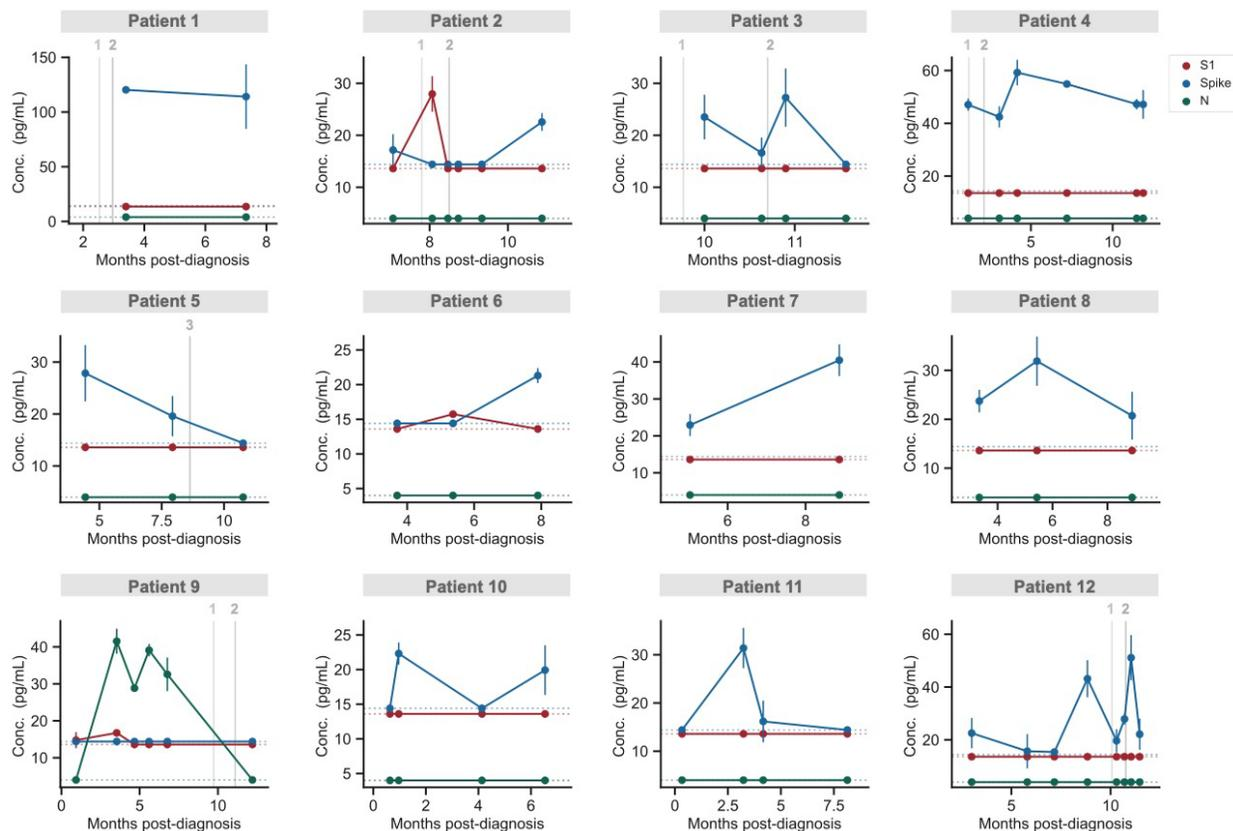 Patient 1
Patient 2
Patient 3
Patient 4
1 2
1 2
1 2
1 2
S1
Spike
N
150
100
50
0
Conc. (pg/mL)
2 4 6 8
Months post-diagnosis
30
20
10
Conc. (pg/mL)
8 10
Months post-diagnosis
30
20
10
Conc. (pg/mL)
10 11
Months post-diagnosis
60
40
20
Conc. (pg/mL)
5 10
Months post-diagnosis
Patient 5
Patient 6
Patient 7
Patient 8
3
30
20
10
Conc. (pg/mL)
5 7.5 10
Months post-diagnosis
25
20
15
10
5
Conc. (pg/mL)
4 6 8
Months post-diagnosis
40
30
20
10
Conc. (pg/mL)
6 8
Months post-diagnosis
30
20
10
Conc. (pg/mL)
4 6 8
Months post-diagnosis
Patient 9
Patient 10
Patient 11
Patient 12
1 2
1 2
40
30
20
10
Conc. (pg/mL)
0 5 10
Months post-diagnosis
25
20
15
10
5
Conc. (pg/mL)
0 2 4 6
Months post-diagnosis
30
20
10
Conc. (pg/mL)
0 2.5 5 7.5
Months post-diagnosis
60
40
20
Conc. (pg/mL)
5 10
Months post-diagnosis